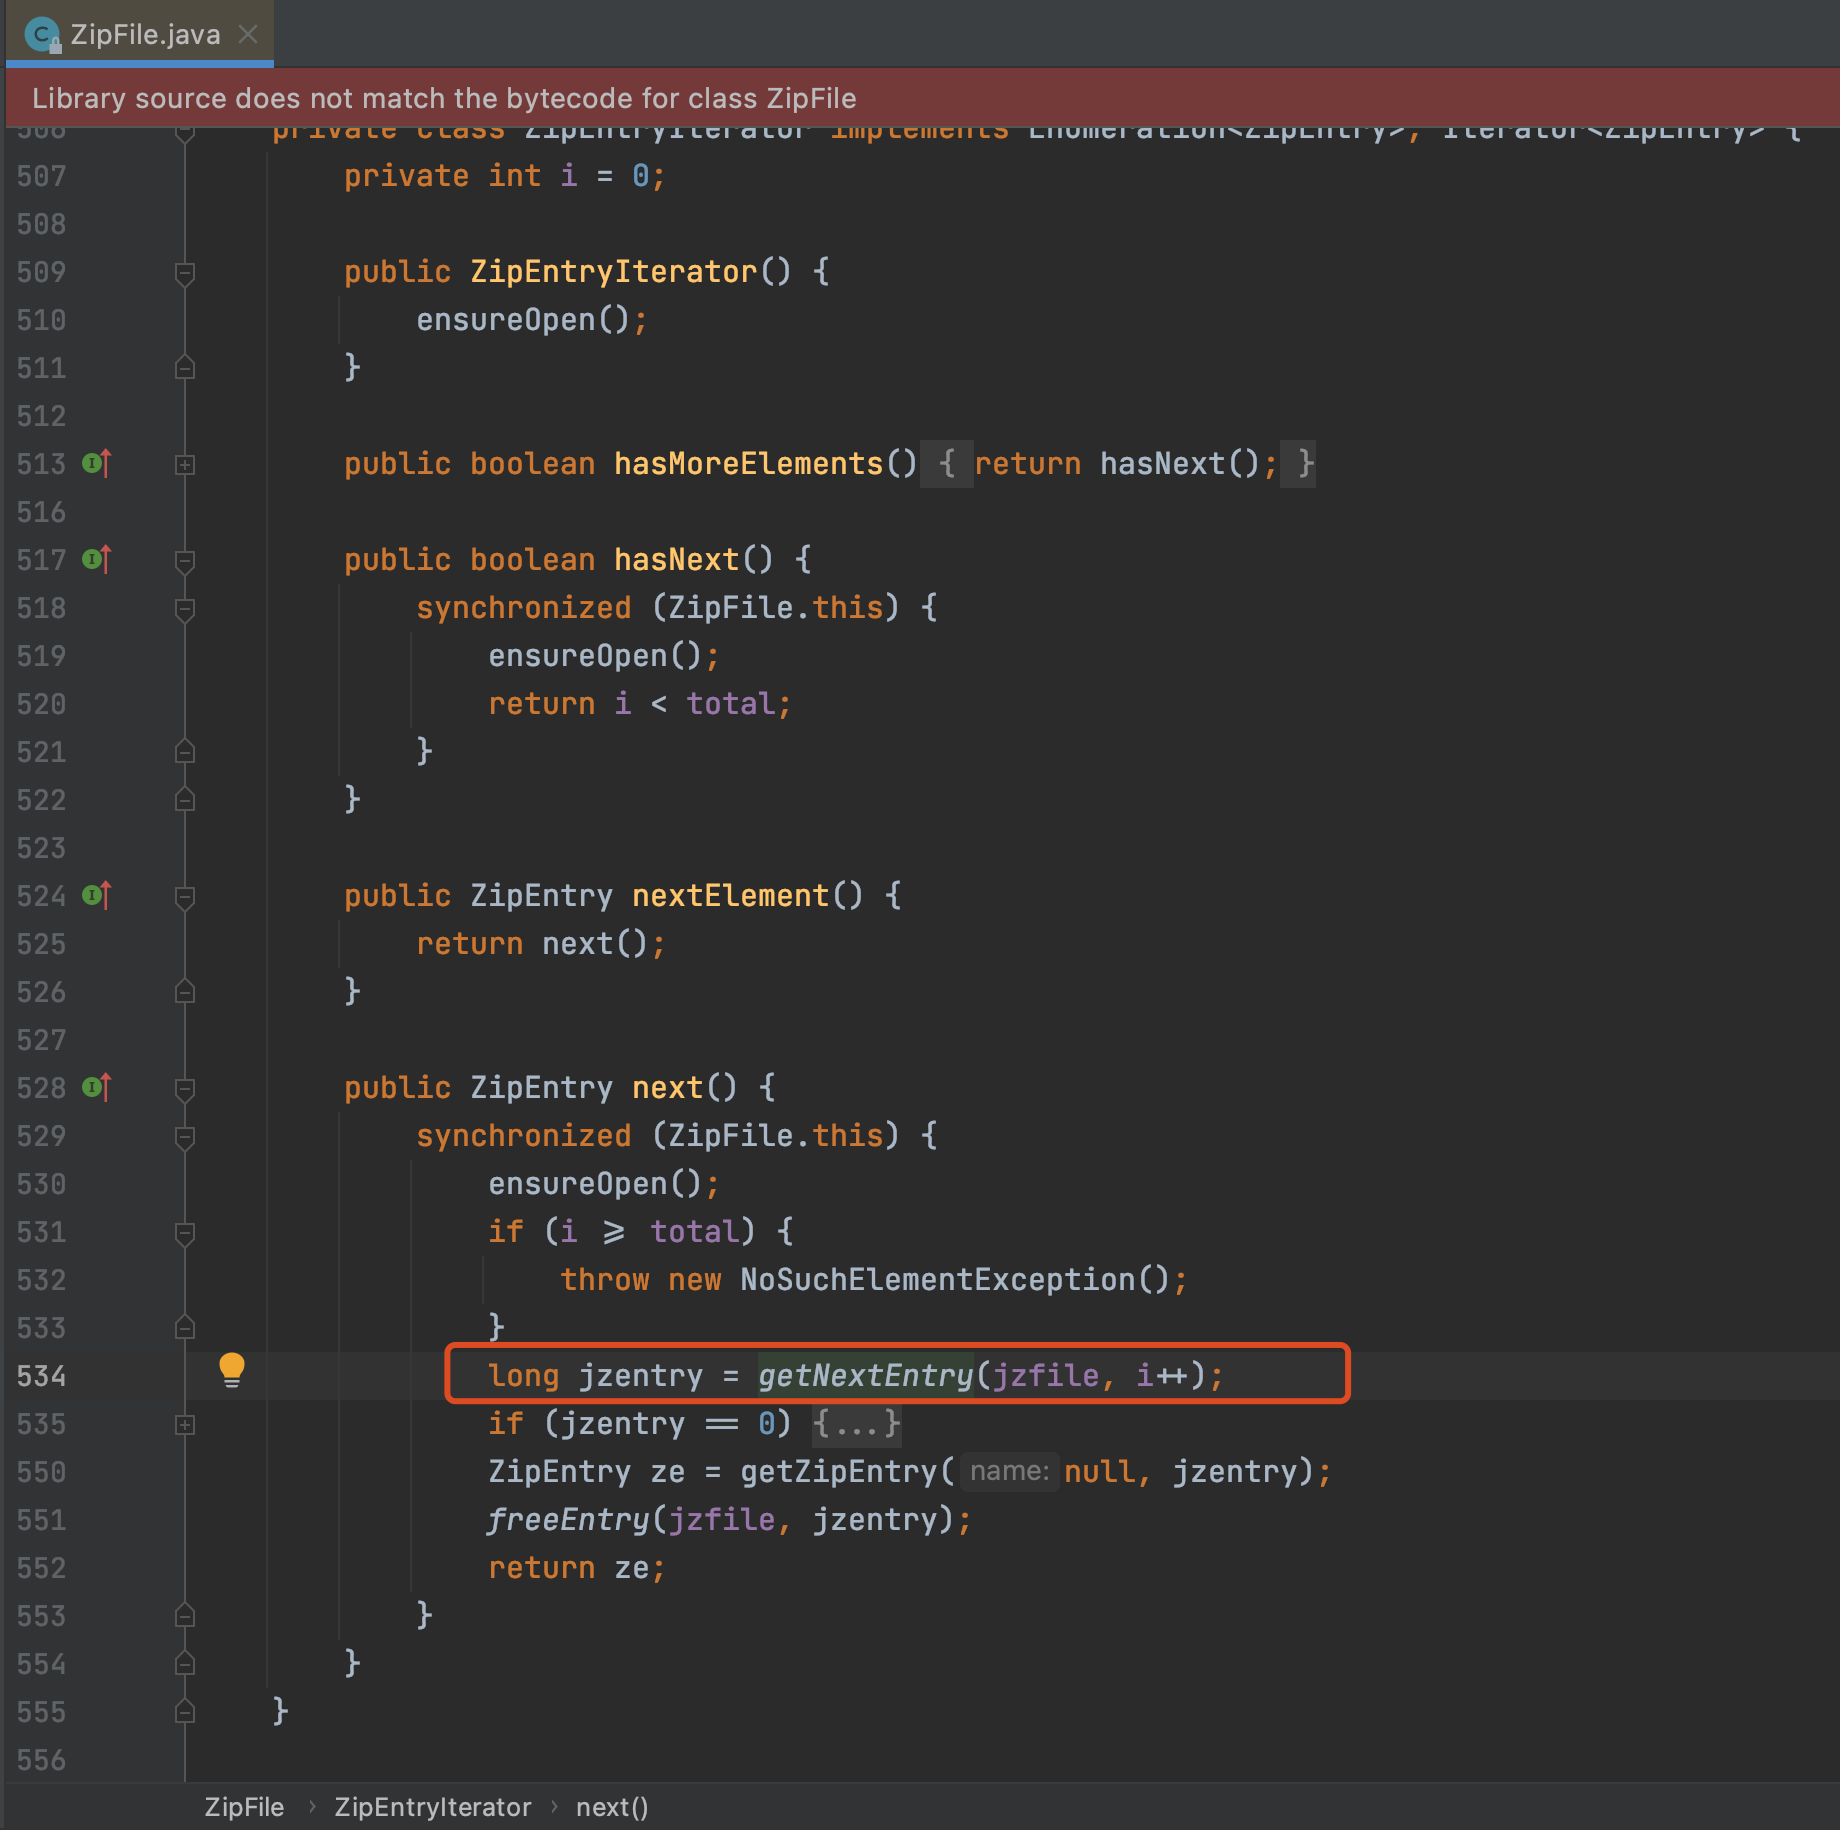 ZipFile.java
Library source does not match the bytecode for class ZipFile
506 private class ZipEntryIterator implements Enumeration<ZipEntry>, Iterator<ZipEntry> {
507 private int i = 0;
508
509 public ZipEntryIterator() {
510 ensureOpen();
511 }
512
513 public boolean hasMoreElements() { return hasNext(); }
516
517 public boolean hasNext() {
518 synchronized (ZipFile.this) {
519 ensureOpen();
520 return i < total;
521 }
522 }
523
524 public ZipEntry nextElement() {
525 return next();
526 }
527
528 public ZipEntry next() {
529 synchronized (ZipFile.this) {
530 ensureOpen();
531 if (i >= total) {
532 throw new NoSuchElementException();
533 }
534 long jzentry = getNextEntry(jzfile, i++);
535 if (jzentry == 0) {...}
550 ZipEntry ze = getZipEntry( name: null, jzentry);
551 freeEntry(jzfile, jzentry);
552 return ze;
553 }
554 }
555 }
556
ZipFile › ZipEntryIterator › next()